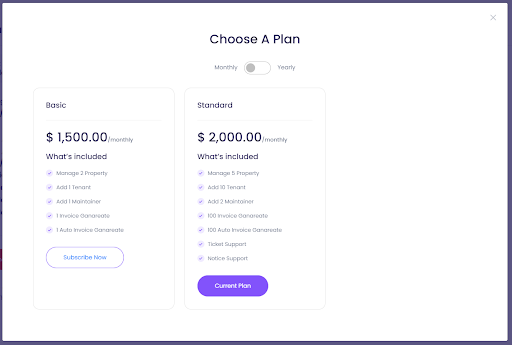 Choose A Plan
Monthly Yearly
Basic
$ 1,500.00/monthly
What's included
Manage 2 Property
Add 1 Tenant
Add 1 Maintainer
1 Invoice Ganareate
1 Auto Invoice Ganareate
Subscribe Now
Standard
$ 2,000.00/monthly
What's included
Manage 5 Property
Add 10 Tenant
Add 2 Maintainer
100 Invoice Ganareate
100 Auto Invoice Ganareate
Ticket Support
Notice Support
Current Plan